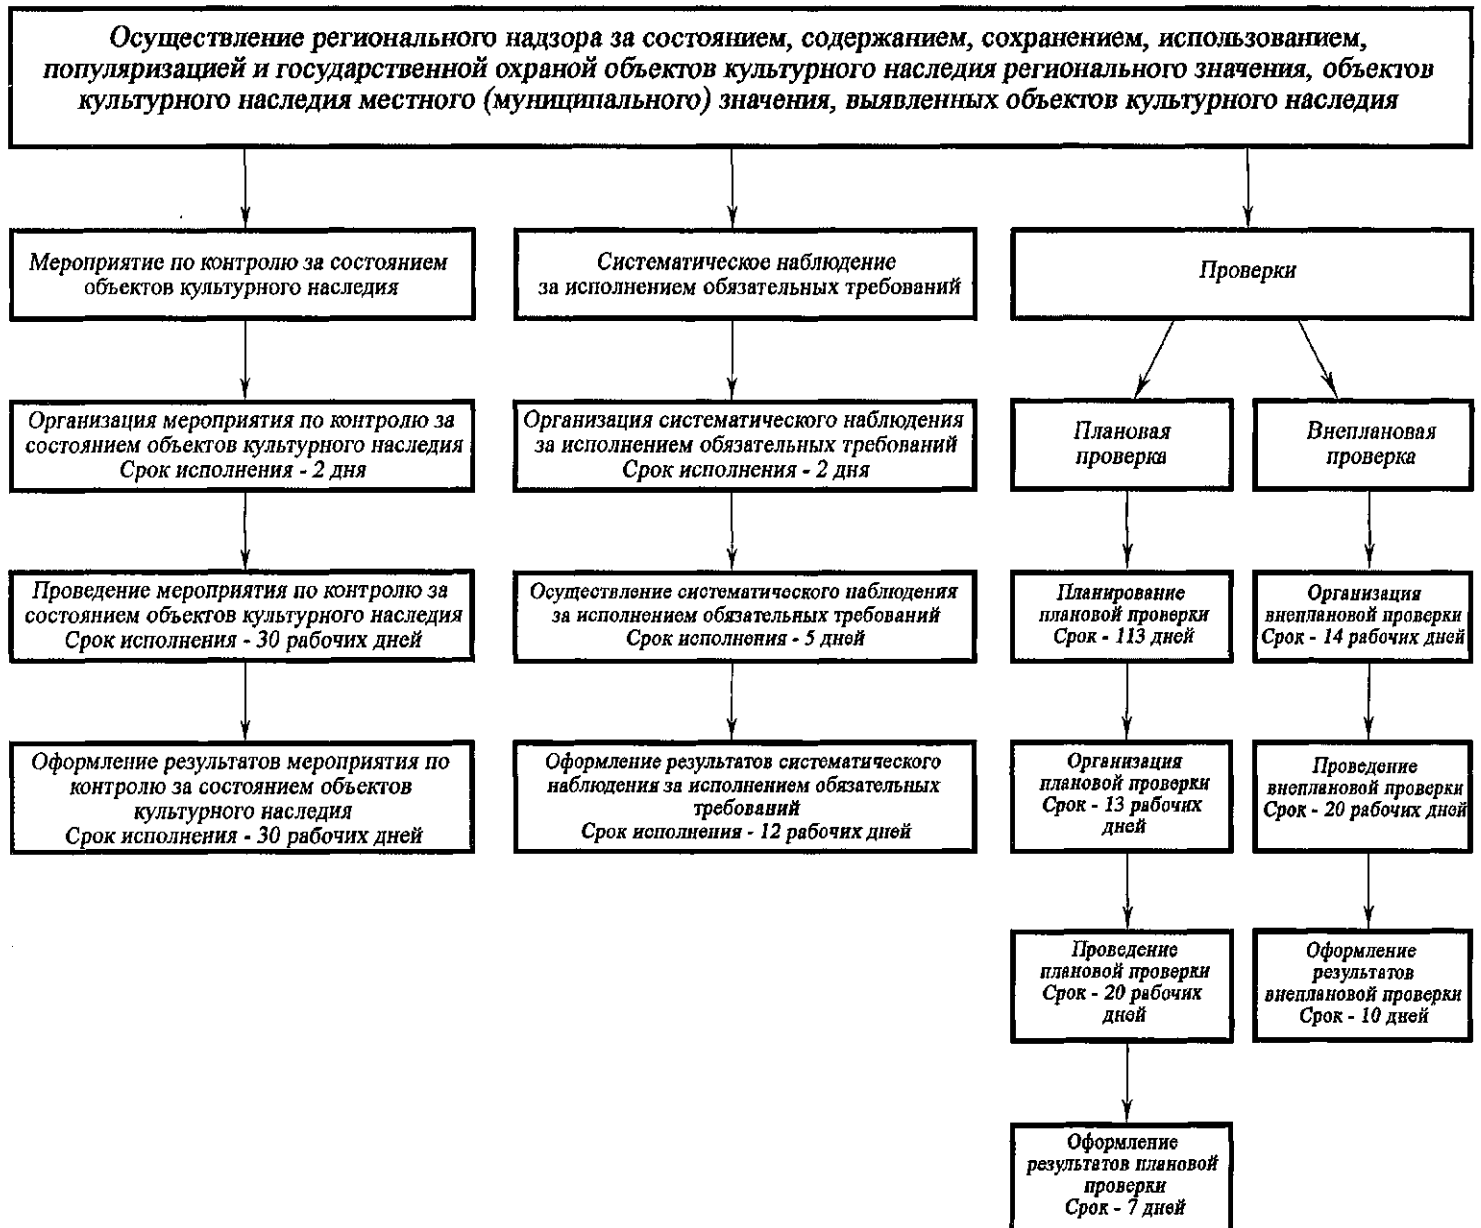 Осуществление регионального надзора за состоянием, содержанием, сохранением, использованием,
популяризацией и государственной охраной объектов культурного наследия регионального значения, объектов
культурного наследия местного (муниципального) значения, выявленных объектов культурного наследия
Мероприятие по контролю за состоянием
объектов культурного наследия
Систематическое наблюдение
за исполнением обязательных требований
Проверки
Организация мероприятия по контролю за
состоянием объектов культурного наследия
Срок исполнения - 2 дня
Организация систематического наблюдения
за исполнением обязательных требований
Срок исполнения - 2 дня
Плановая
проверка
Внеплановая
проверка
Проведение мероприятия по контролю за
состоянием объектов культурного наследия
Срок исполнения - 30 рабочих дней
Осуществление систематического наблюдения
за исполнением обязательных требований
Срок исполнения - 5 дней
Планирование
плановой проверки
Срок - 113 дней
Организация
внеплановой проверки
Срок - 14 рабочих дней
Оформление результатов мероприятия по
контролю за состоянием объектов
культурного наследия
Срок исполнения - 30 рабочих дней
Оформление результатов систематического
наблюдения за исполнением обязательных
требований
Срок исполнения - 12 рабочих дней
Организация
плановой проверки
Срок - 13 рабочих
дней
Проведение
внеплановой проверки
Срок - 20 рабочих дней
Проведение
плановой проверки
Срок - 20 рабочих
дней
Оформление
результатов
внеплановой проверки
Срок - 10 дней
Оформление
результатов плановой
проверки
Срок - 7 дней